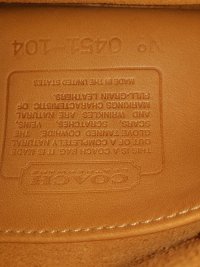 COACH
THIS IS A COACH BAG. IT IS MADE
OUT OF A COMPLETELY NATURAL
GLOVE TANNED COWHIDE
SCARS, SCRATCHES, VEINS,
AND WRINKLES ARE NATURAL
MARKINGS CHARACTERISTIC OF
FULL-GRAIN LEATHERS.
MADE IN THE UNITED STATES
Nº 0451 104